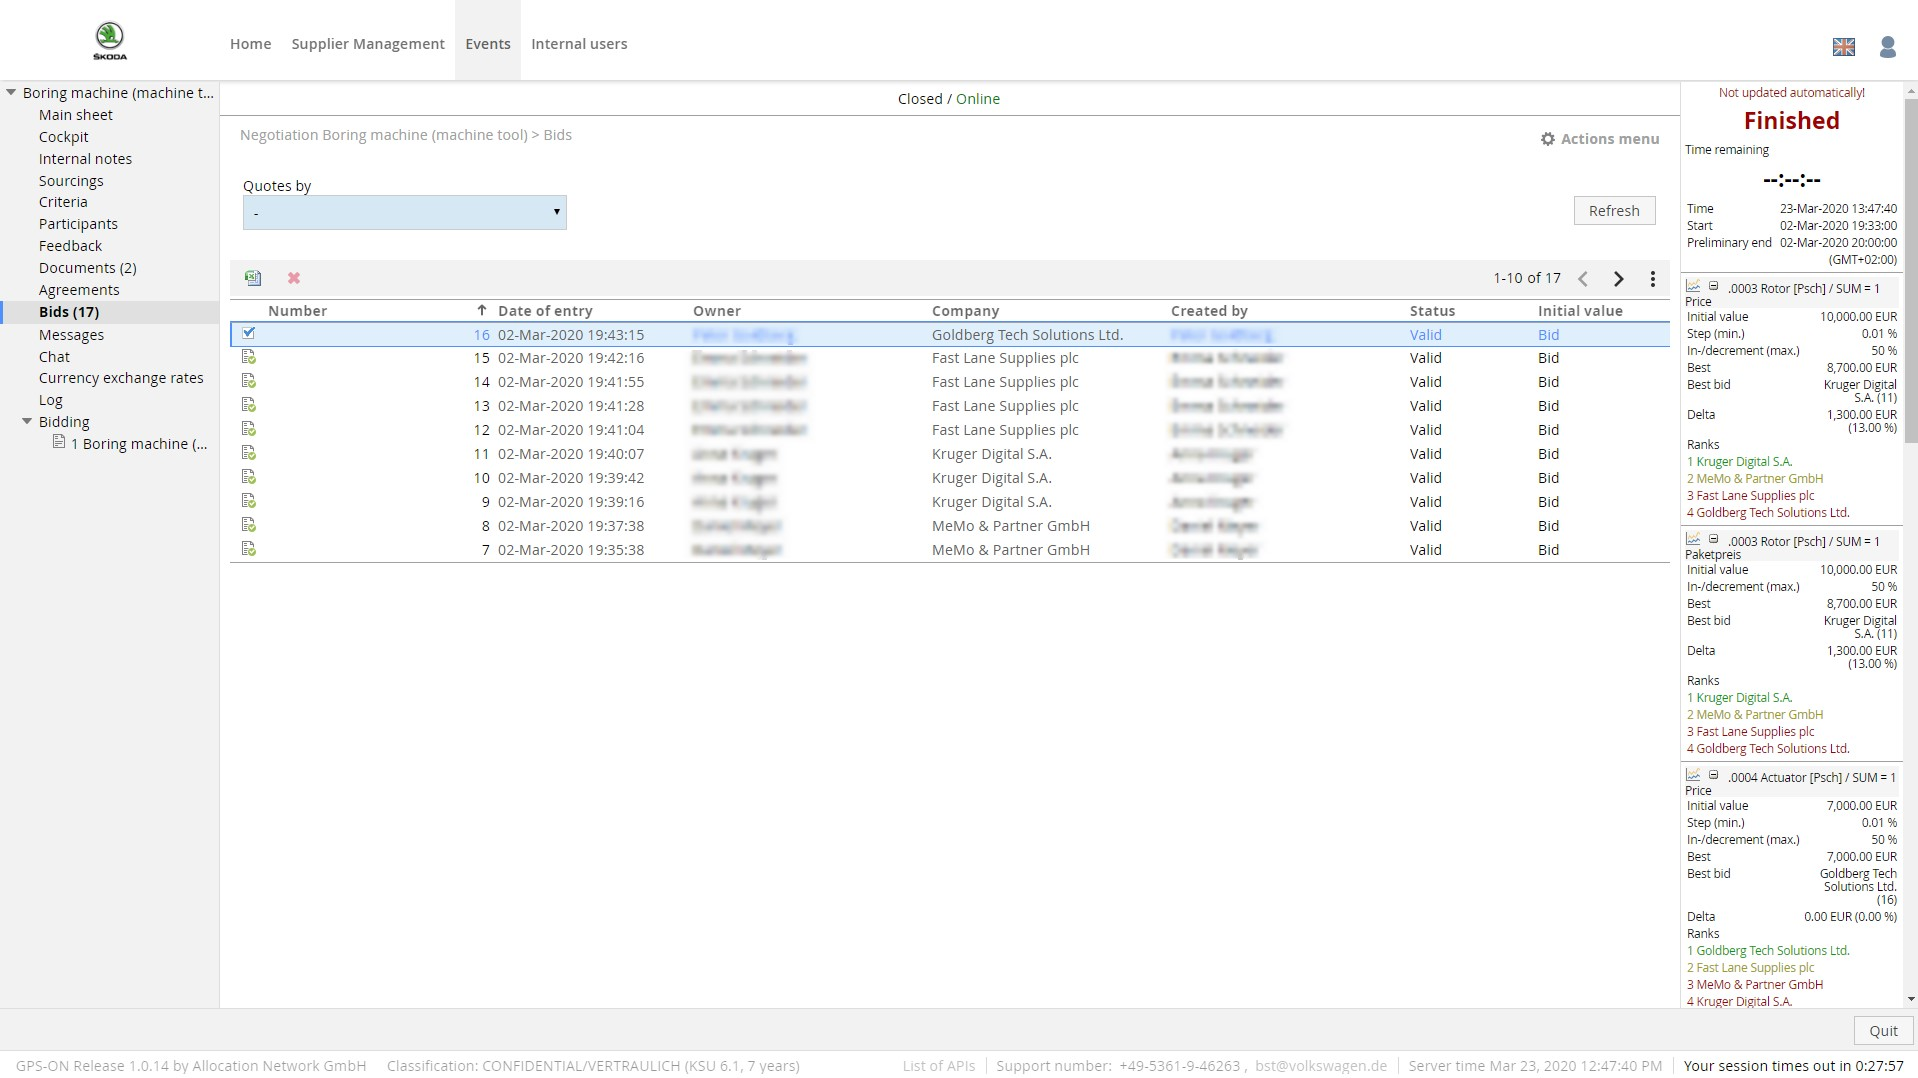 ŠKODA
Home Supplier Management Events Internal users
Boring machine (machine t...
Main sheet
Cockpit
Internal notes
Sourcings
Criteria
Participants
Feedback
Documents (2)
Agreements
Bids (17)
Messages
Chat
Currency exchange rates
Log
Bidding
1 Boring machine (...
Closed / Online
Negotiation Boring machine (machine tool) > Bids
Actions menu
Quotes by
-
Refresh
1-10 of 17
Number Date of entry Owner Company Created by Status Initial value
16 02-Mar-2020 19:43:15 Goldberg Tech Solutions Ltd. Valid Bid
15 02-Mar-2020 19:42:16 Fast Lane Supplies plc Valid Bid
14 02-Mar-2020 19:41:55 Fast Lane Supplies plc Valid Bid
13 02-Mar-2020 19:41:28 Fast Lane Supplies plc Valid Bid
12 02-Mar-2020 19:41:04 Fast Lane Supplies plc Valid Bid
11 02-Mar-2020 19:40:07 Kruger Digital S.A. Valid Bid
10 02-Mar-2020 19:39:42 Kruger Digital S.A. Valid Bid
9 02-Mar-2020 19:39:16 Kruger Digital S.A. Valid Bid
8 02-Mar-2020 19:37:38 MeMo & Partner GmbH Valid Bid
7 02-Mar-2020 19:35:38 MeMo & Partner GmbH Valid Bid
Not updated automatically!
Finished
Time remaining
--:--:--
Time 23-Mar-2020 13:47:40
Start 02-Mar-2020 19:33:00
Preliminary end 02-Mar-2020 20:00:00
(GMT+02:00)
.0003 Rotor [Psch] / SUM = 1
Price
Initial value 10,000.00 EUR
Step (min.) 0.01 %
In-/decrement (max.) 50 %
Best 8,700.00 EUR
Best bid Kruger Digital
S.A. (11)
Delta 1,300.00 EUR
(13.00 %)
Ranks
1 Kruger Digital S.A.
2 MeMo & Partner GmbH
3 Fast Lane Supplies plc
4 Goldberg Tech Solutions Ltd.
.0003 Rotor [Psch] / SUM = 1
Paketpreis
Initial value 10,000.00 EUR
In-/decrement (max.) 50 %
Best 8,700.00 EUR
Best bid Kruger Digital
S.A. (11)
Delta 1,300.00 EUR
(13.00 %)
Ranks
1 Kruger Digital S.A.
2 MeMo & Partner GmbH
3 Fast Lane Supplies plc
4 Goldberg Tech Solutions Ltd.
.0004 Actuator [Psch] / SUM = 1
Price
Initial value 7,000.00 EUR
Step (min.) 0.01 %
In-/decrement (max.) 50 %
Best 7,000.00 EUR
Best bid Goldberg Tech
Solutions Ltd.
(16)
Delta 0.00 EUR (0.00 %)
Ranks
1 Goldberg Tech Solutions Ltd.
2 Fast Lane Supplies plc
3 MeMo & Partner GmbH
4 Kruger Digital S.A.
Quit
GPS-ON Release 1.0.14 by Allocation Network GmbH Classification: CONFIDENTIAL/VERTRAULICH (KSU 6.1, 7 years) List of APIs Support number: +49-5361-9-46263 , bst@volkswagen.de Server time Mar 23, 2020 12:47:40 PM Your session times out in 0:27:57